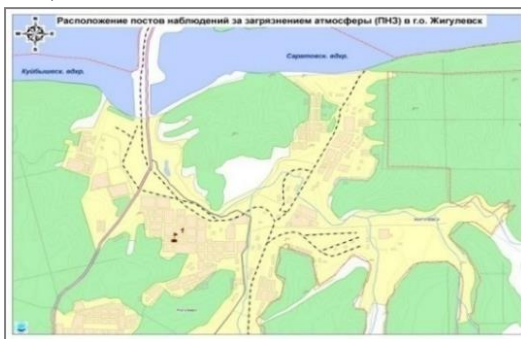 Расположение постов наблюдений за загрязнением атмосферы (ПНЗ) в г.о. Жигулевск
Куйбышевск. вдхр.
Саратовск. вдхр.